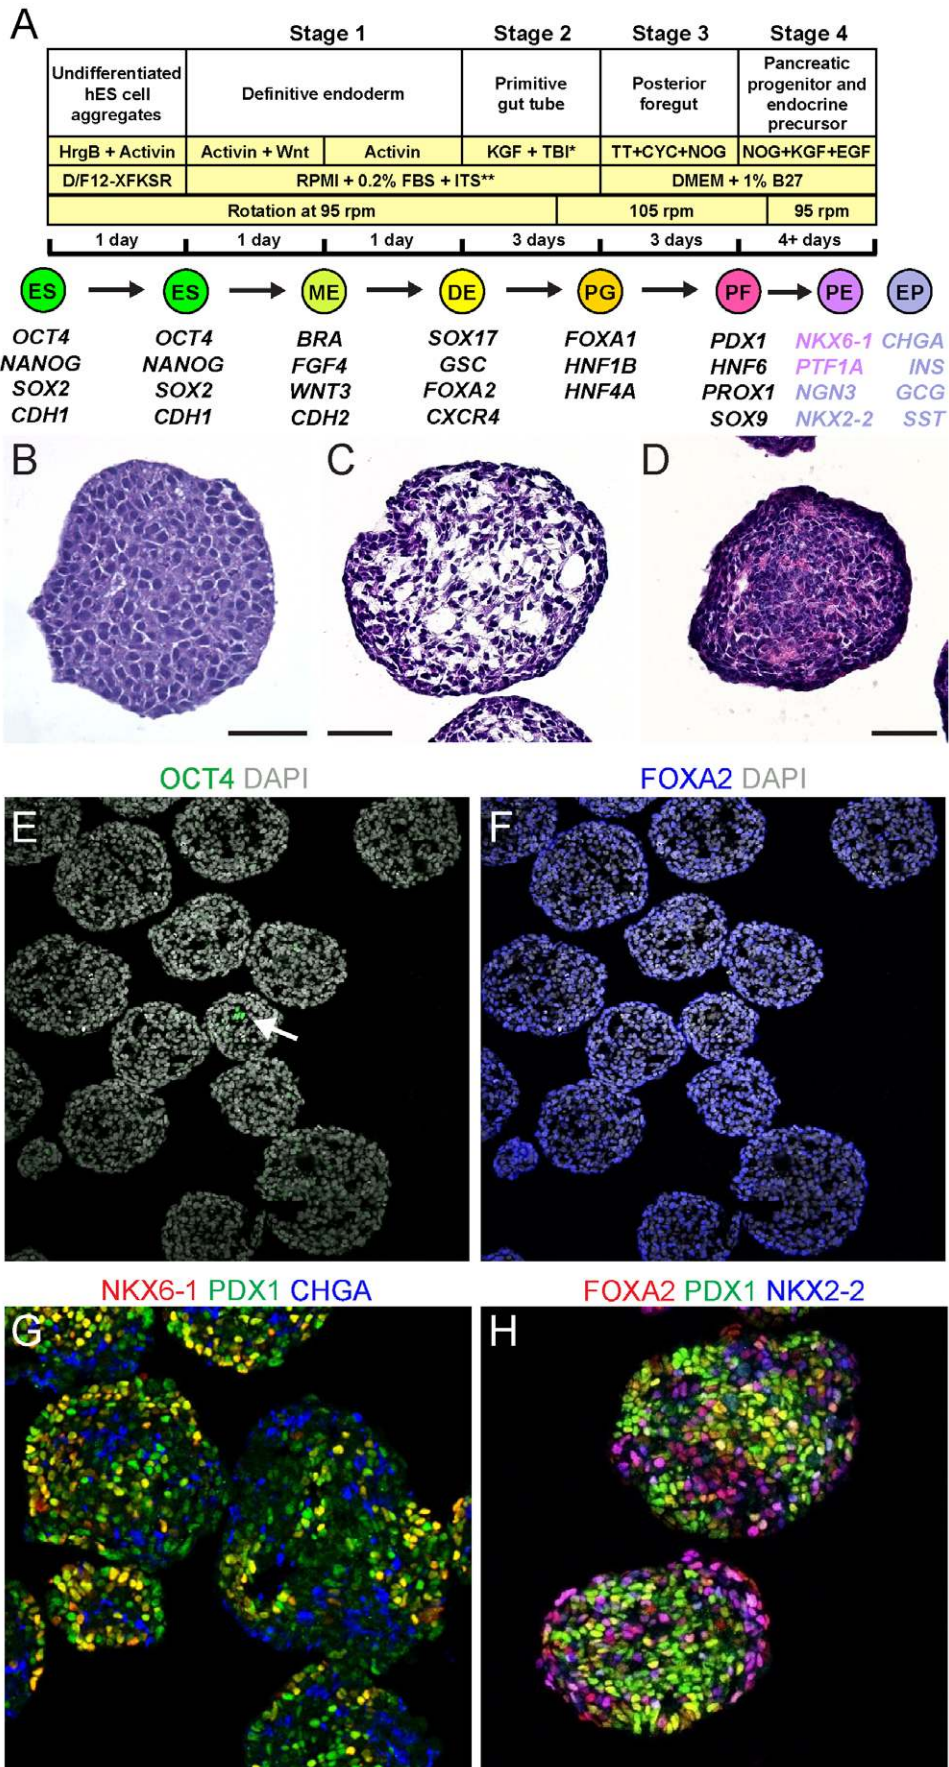 A
Stage 1 Stage 2 Stage 3 Stage 4
Undifferentiated
hES cell
aggregates
Definitive endoderm
Primitive
gut tube
Posterior
foregut
Pancreatic
progenitor and
endocrine
precursor
HrgB + Activin Activin + Wnt Activin KGF + TBI* TT+CYC+NOG NOG+KGF+EGF
D/F12-XFKSR RPMI + 0.2% FBS + ITS** DMEM + 1% B27
Rotation at 95 rpm 105 rpm 95 rpm
1 day 1 day 1 day 3 days 3 days 4+ days
ES ES ME DE PG PF PE EP
OCT4 OCT4 BRA SOX17 FOXA1 PDX1 NKX6-1 CHGA
NANOG NANOG FGF4 GSC HNF1B HNF6 PTF1A INS
SOX2 SOX2 WNT3 FOXA2 HNF4A PROX1 NGN3 GCG
CDH1 CDH1 CDH2 CXCR4 SOX9 NKX2-2 SST
B C D
OCT4 DAPI FOXA2 DAPI
E F
NKX6-1 PDX1 CHGA FOXA2 PDX1 NKX2-2
G H